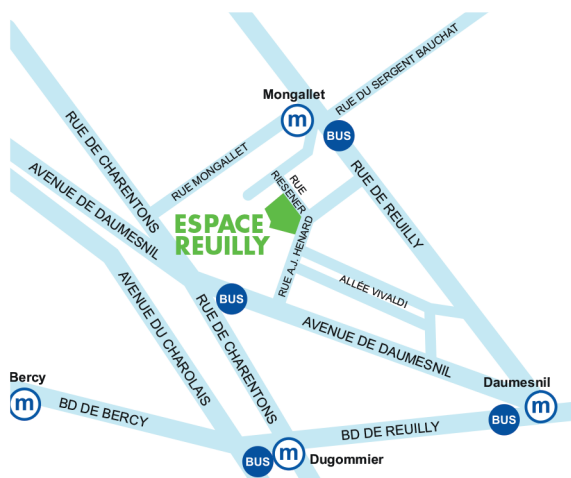 Mongallet
m
RUE DU SERGENT BAUCHAT
BUS
RUE DE CHARENTONS
RUE MONGALLET
RUE
RIESENER
RUE DE REUILLY
AVENUE DE DAUMESNIL
ESPACE
REUILLY
RUE A.J. HENARD
ALLÉE VIVALDI
BUS
AVENUE DU CHAROLAIS
RUE DE CHARENTONS
AVENUE DE DAUMESNIL
Bercy
m
BD DE BERCY
Daumesnil
m
BUS
BD DE REUILLY
BUS
m
Dugommier